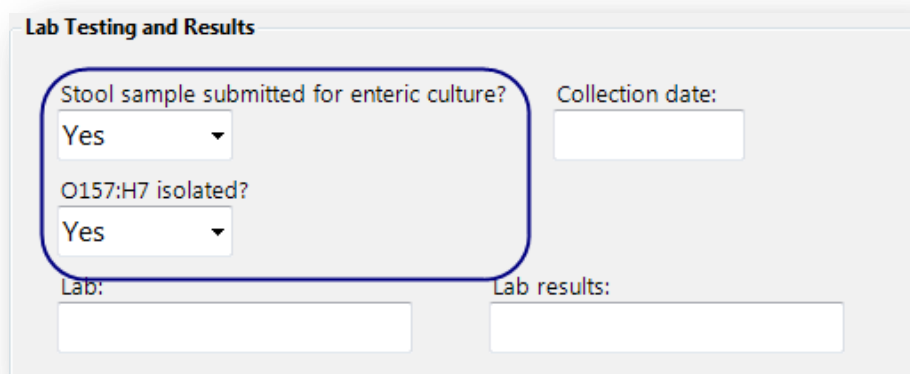 Lab Testing and Results
Stool sample submitted for enteric culture? Collection date:
Yes
O157:H7 isolated?
Yes
Lab: Lab results: